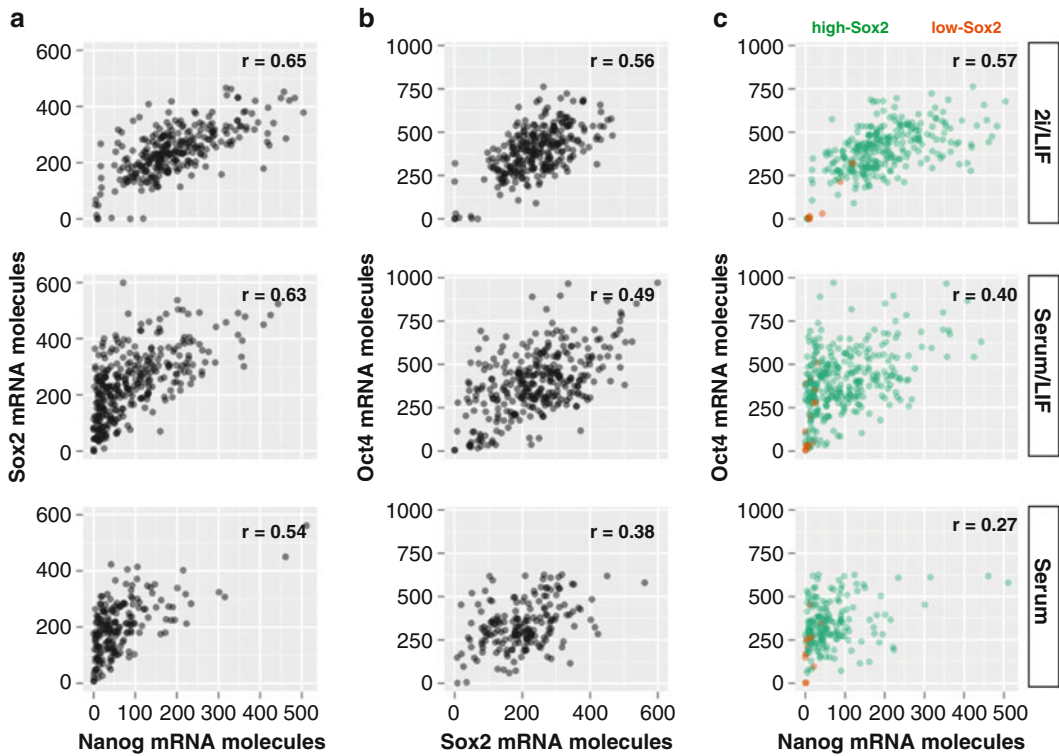 a
b
c
high-Sox2 low-Sox2
600
400
200
0
r = 0.65
1000
750
500
250
0
r = 0.56
1000
750
500
250
0
r = 0.57
2i/LIF
Sox2 mRNA molecules
600
400
200
0
r = 0.63
Oct4 mRNA molecules
1000
750
500
250
0
r = 0.49
Oct4 mRNA molecules
1000
750
500
250
0
r = 0.40
Serum/LIF
600
400
200
0
r = 0.54
1000
750
500
250
0
r = 0.38
1000
750
500
250
0
r = 0.27
Serum
0 100 200 300 400 500
Nanog mRNA molecules
0 200 400 600
Sox2 mRNA molecules
0 100 200 300 400 500
Nanog mRNA molecules